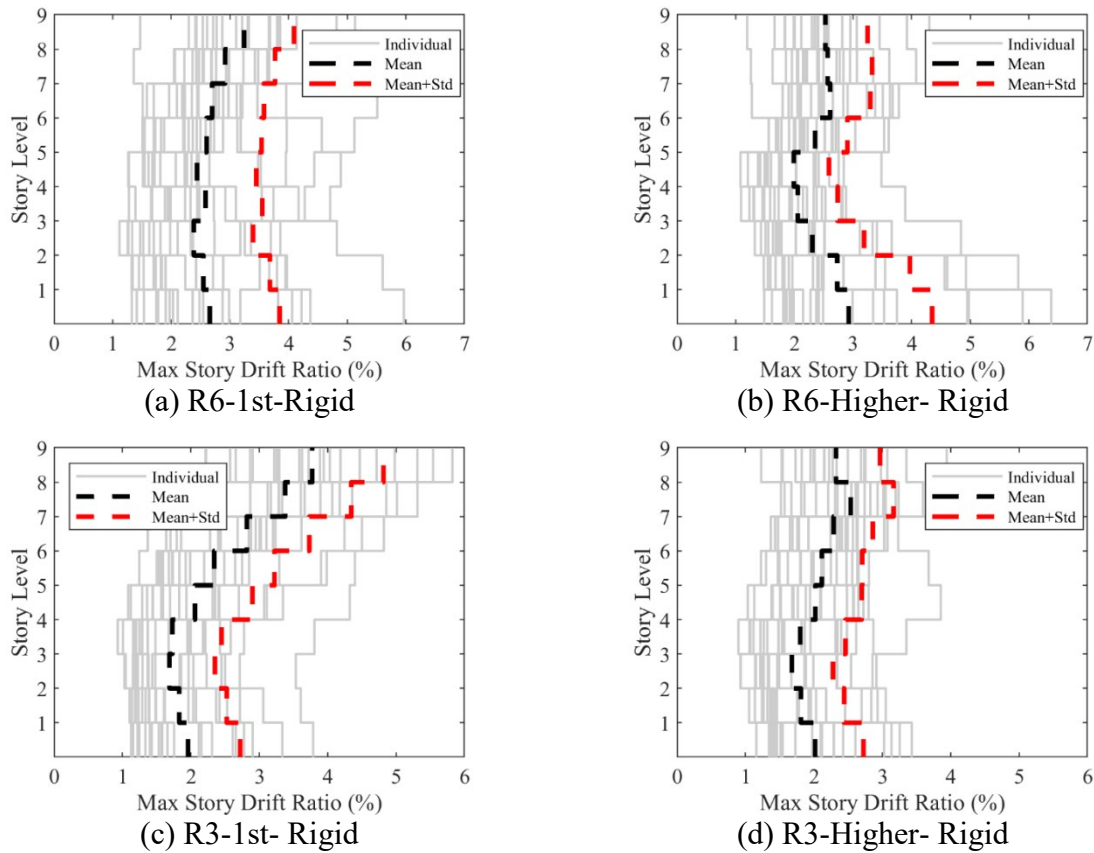 9
8
7
6
5
4
3
2
1
Story Level
Individual
Mean
Mean+Std
0 1 2 3 4 5 6 7
Max Story Drift Ratio (%)
(a) R6-1st-Rigid
9
8
7
6
5
4
3
2
1
Story Level
Individual
Mean
Mean+Std
0 1 2 3 4 5 6 7
Max Story Drift Ratio (%)
(b) R6-Higher- Rigid
9
8
7
6
5
4
3
2
1
Story Level
Individual
Mean
Mean+Std
0 1 2 3 4 5 6
Max Story Drift Ratio (%)
(c) R3-1st- Rigid
9
8
7
6
5
4
3
2
1
Story Level
Individual
Mean
Mean+Std
0 1 2 3 4 5 6
Max Story Drift Ratio (%)
(d) R3-Higher- Rigid